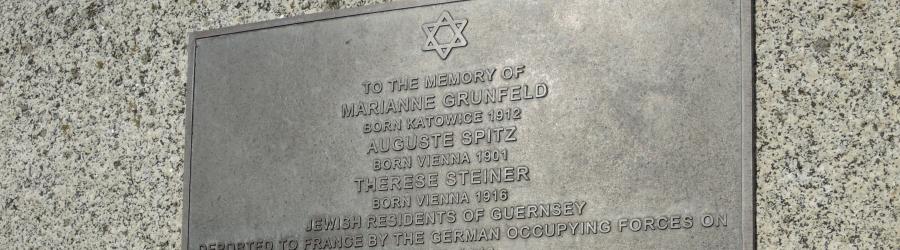 TO THE MEMORY OF
MARIANNE GRUNFELD
BORN KATOWICE 1912
AUGUSTE SPITZ
BORN VIENNA 1901
THERESE STEINER
BORN VIENNA 1916
JEWISH RESIDENTS OF GUERNSEY
DEPORTED TO FRANCE BY THE GERMAN OCCUPYING FORCES ON